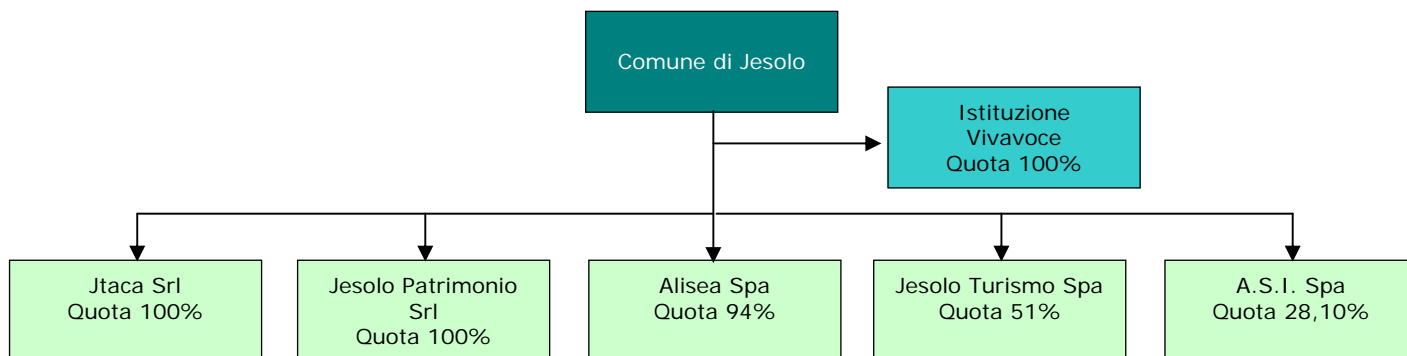 Comune di Jesolo
Istituzione
Vivavoce
Quota 100%
Jtaca Srl
Quota 100%
Jesolo Patrimonio
Srl
Quota 100%
Alisea Spa
Quota 94%
Jesolo Turismo Spa
Quota 51%
A.S.I. Spa
Quota 28,10%